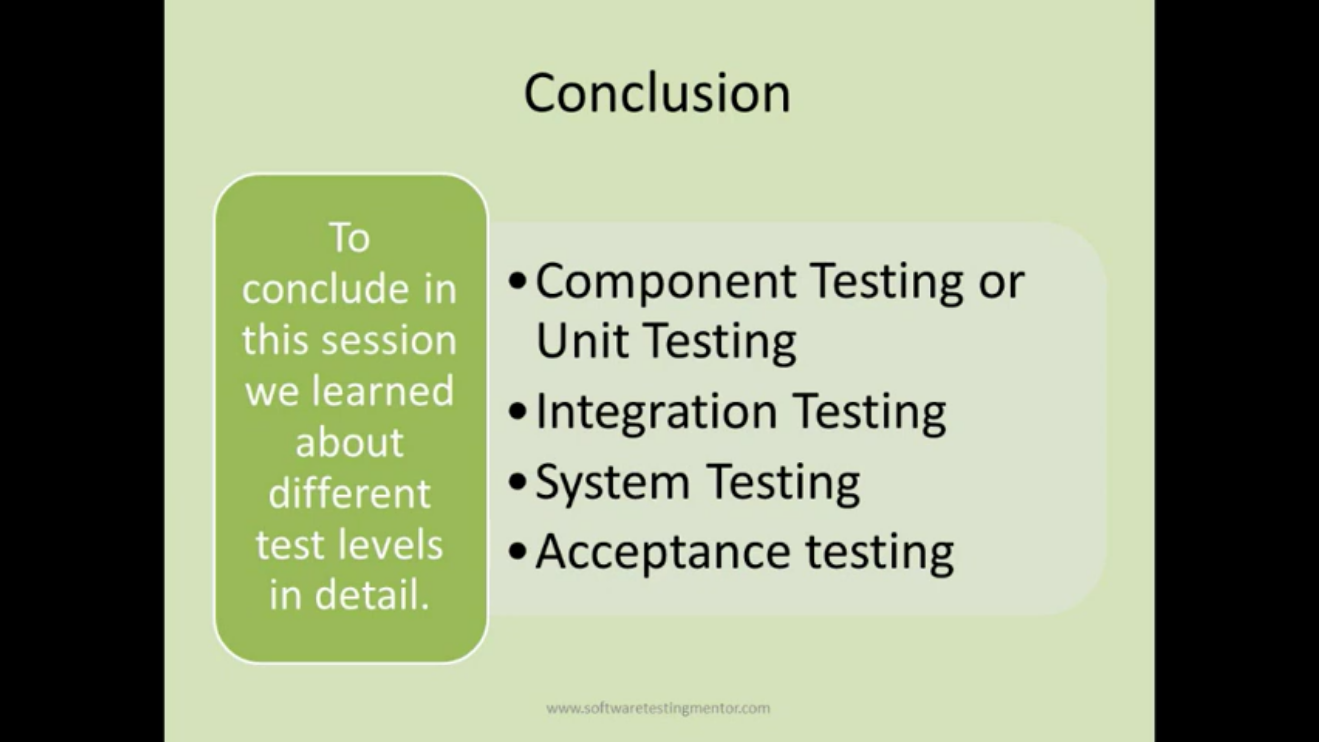 Conclusion
To
conclude in
this session
we learned
about
different
test levels
in detail.
•Component Testing or
Unit Testing
•Integration Testing
•System Testing
•Acceptance testing
www.softwaretestingmentor.com